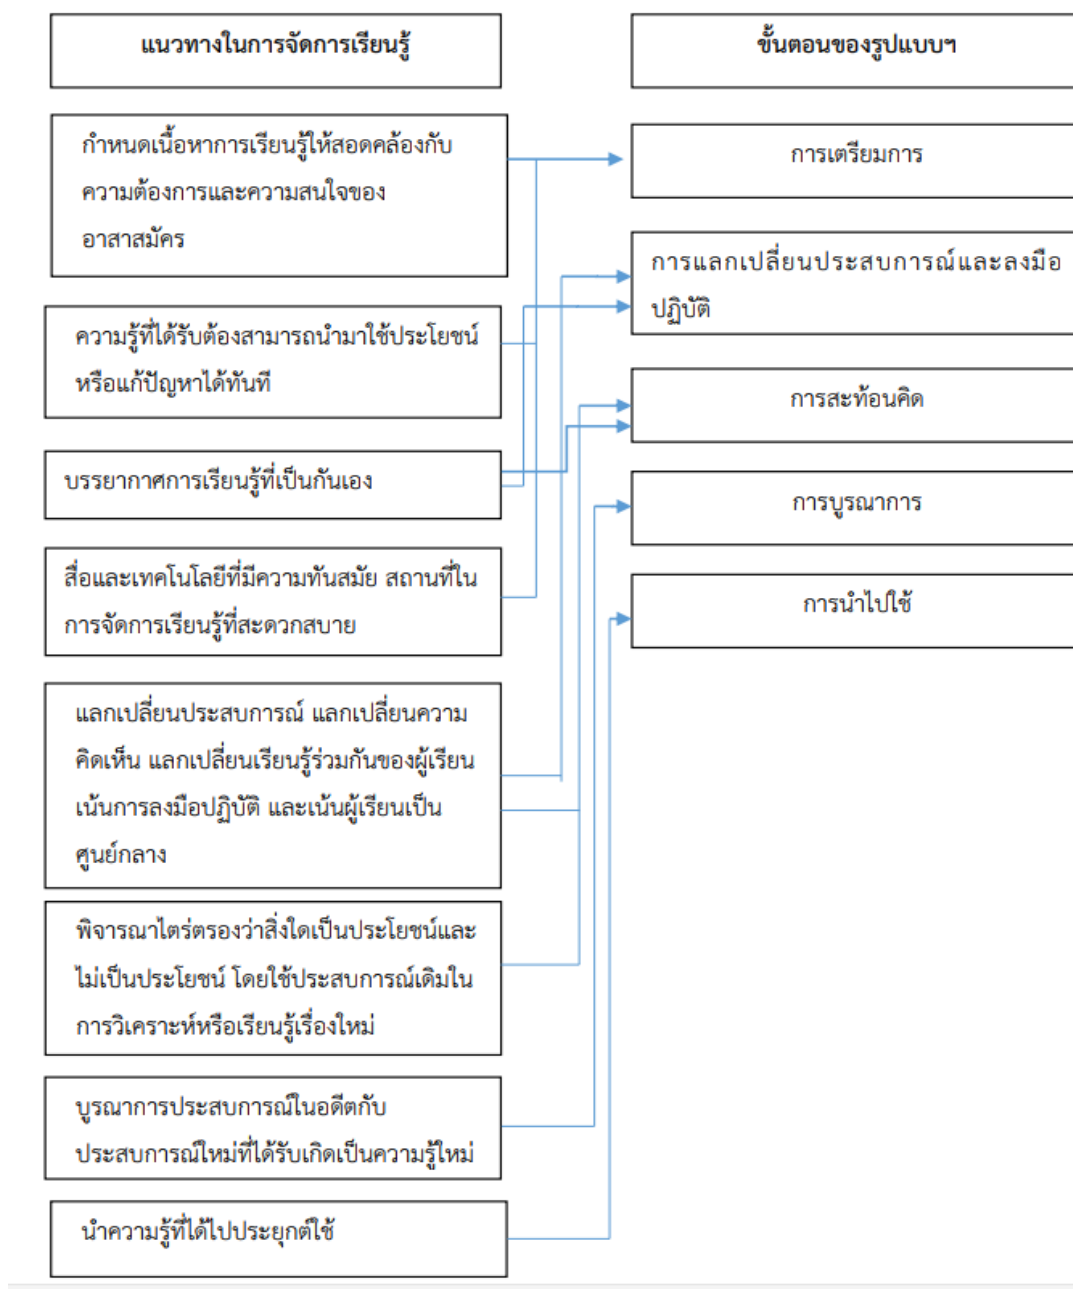 แนวทางในการจัดการเรียนรู้
ขั้นตอนของรูปแบบฯ
กำหนดเนื้อหาการเรียนรู้ให้สอดคล้องกับ
ความต้องการและความสนใจของ
อาสาสมัคร
ความรู้ที่ได้รับต้องสามารถนำมาใช้ประโยชน์
หรือแก้ปัญหาได้ทันที
บรรยากาศการเรียนรู้ที่เป็นกันเอง
สื่อและเทคโนโลยีที่มีความทันสมัย สถานที่ใน
การจัดการเรียนรู้ที่สะดวกสบาย
แลกเปลี่ยนประสบการณ์ แลกเปลี่ยนความ
คิดเห็น แลกเปลี่ยนเรียนรู้ร่วมกันของผู้เรียน
เน้นการลงมือปฏิบัติ และเน้นผู้เรียนเป็น
ศูนย์กลาง
พิจารณาไตร่ตรองว่าสิ่งใดเป็นประโยชน์และ
ไม่เป็นประโยชน์ โดยใช้ประสบการณ์เดิมใน
การวิเคราะห์หรือเรียนรู้เรื่องใหม่
บูรณาการประสบการณ์ในอดีตกับ
ประสบการณ์ใหม่ที่ได้รับเกิดเป็นความรู้ใหม่
นำความรู้ที่ได้ไปประยุกต์ใช้
การเตรียมการ
การแลกเปลี่ยนประสบการณ์และลงมือ
ปฏิบัติ
การสะท้อนคิด
การบูรณาการ
การนำไปใช้